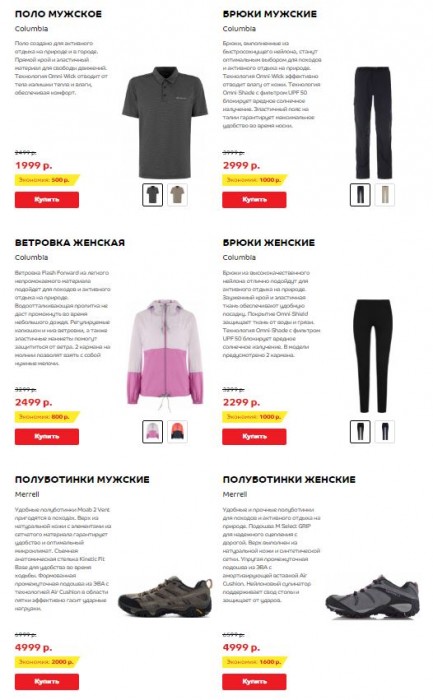 ПОЛО МУЖСКОЕ
Columbia
Поло создано для активного
отдыха на природе и в городе.
Прямой крой и эластичный
материал для свободы движений.
Технология Omni-Wick отводит от
тела излишки тепла и влаги,
обеспечивая комфорт.
2499 р.
1999 р.
Экономия: 500 р.
Купить
БРЮКИ МУЖСКИЕ
Columbia
Брюки, выполненные из
быстросохнущего нейлона, станут
оптимальным выбором для походов
и активного отдыха на природе.
Технология Omni-Wick эффективно
отводит влагу от кожи. Технология
Omni-Shade с фильтром UPF 50
блокирует вредное солнечное
излучение. Эластичный пояс на
талии гарантирует максимальное
удобство во время носки.
3999 р.
2999 р.
Экономия: 1000 р.
Купить
ВЕТРОВКА ЖЕНСКАЯ
Columbia
Ветровка Flash Forward из легкого
непромокаемого материала
подойдет для походов и активного
отдыха на природе.
Водоотталкивающая пропитка не
даст промокнуть во время
небольшого дождя. Регулируемые
капюшон и низ ветровки, а также
эластичные манжеты помогут
защититься от ветра. 2 кармана на
молнии позволят взять с собой
нужные мелочи.
3299 р.
2499 р.
Экономия: 800 р.
Купить
БРЮКИ ЖЕНСКИЕ
Columbia
Брюки из высококачественного
нейлона отлично подойдут для
активного отдыха на природе.
Зауженный крой и эластичная
ткань обеспечивают удобную
посадку. Покрытие Omni-Shield
защищает ткань от воды и грязи.
Технология Omni-Shade с фильтром
UPF 50 блокирует вредное
солнечное излучение. В модели
предусмотрено 2 кармана.
3299 р.
2299 р.
Экономия: 1000 р.
Купить
ПОЛУБОТИНКИ МУЖСКИЕ
Merrell
Удобные полуботинки Moab 2 Vent
пригодятся в походах. Верх из
натуральной кожи с элементами из
сетчатого материала гарантирует
удобство и оптимальный
микроклимат. Съемная
анатомическая стелька Kinetic Fit
Base для удобства во время
ходьбы. Формованная
промежуточная подошва из ЭВА с
технологией Air Cushion в области
пятки эффективно гасит ударные
нагрузки.
6999 р.
4999 р.
Экономия: 2000 р.
Купить
ПОЛУБОТИНКИ ЖЕНСКИЕ
Merrell
Удобные и прочные полуботинки
для походов и активного отдыха на
природе. Подошва M Select GRIP
для надежного сцепления с
дорогой. Верх выполнен из
натуральной кожи и синтетической
сетки. Упругая промежуточная
подошва из ЭВА с
амортизирующей вставкой Air
Cushion. Нейлоновый супинатор
поддерживает свод стопы и
защищает от ударов.
6599 р.
4999 р.
Экономия: 1600 р.
Купить